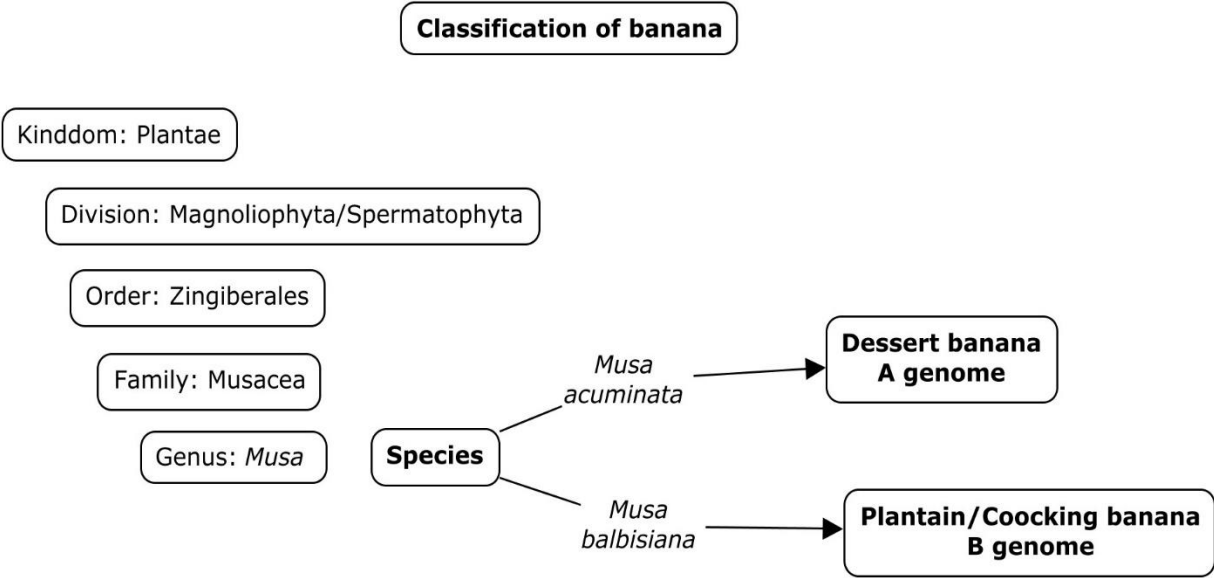 Classification of banana
Kinddom: Plantae
Division: Magnoliophyta/Spermatophyta
Order: Zingiberales
Family: Musacea
Genus: Musa
Species
Musa
acuminata
Dessert banana
A genome
Musa
balbisiana
Plantain/Coocking banana
B genome